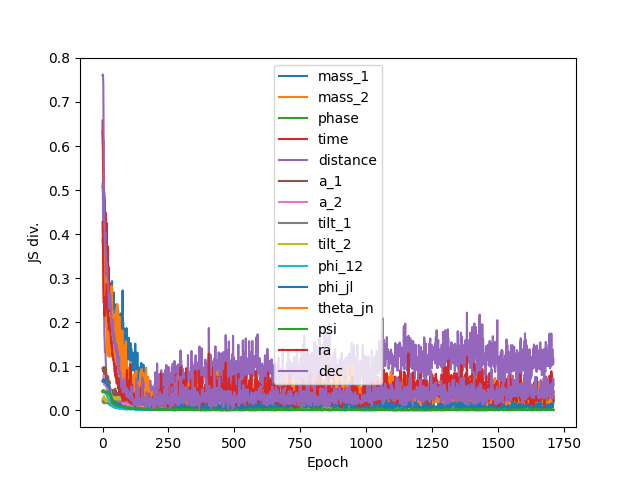 0.8
0.7
0.6
0.5
0.4
0.3
0.2
0.1
0.0
JS div.
mass_1
mass_2
phase
time
distance
a_1
a_2
tilt_1
tilt_2
phi_12
phi_jl
theta_jn
psi
ra
dec
0 250 500 750 1000 1250 1500 1750
Epoch